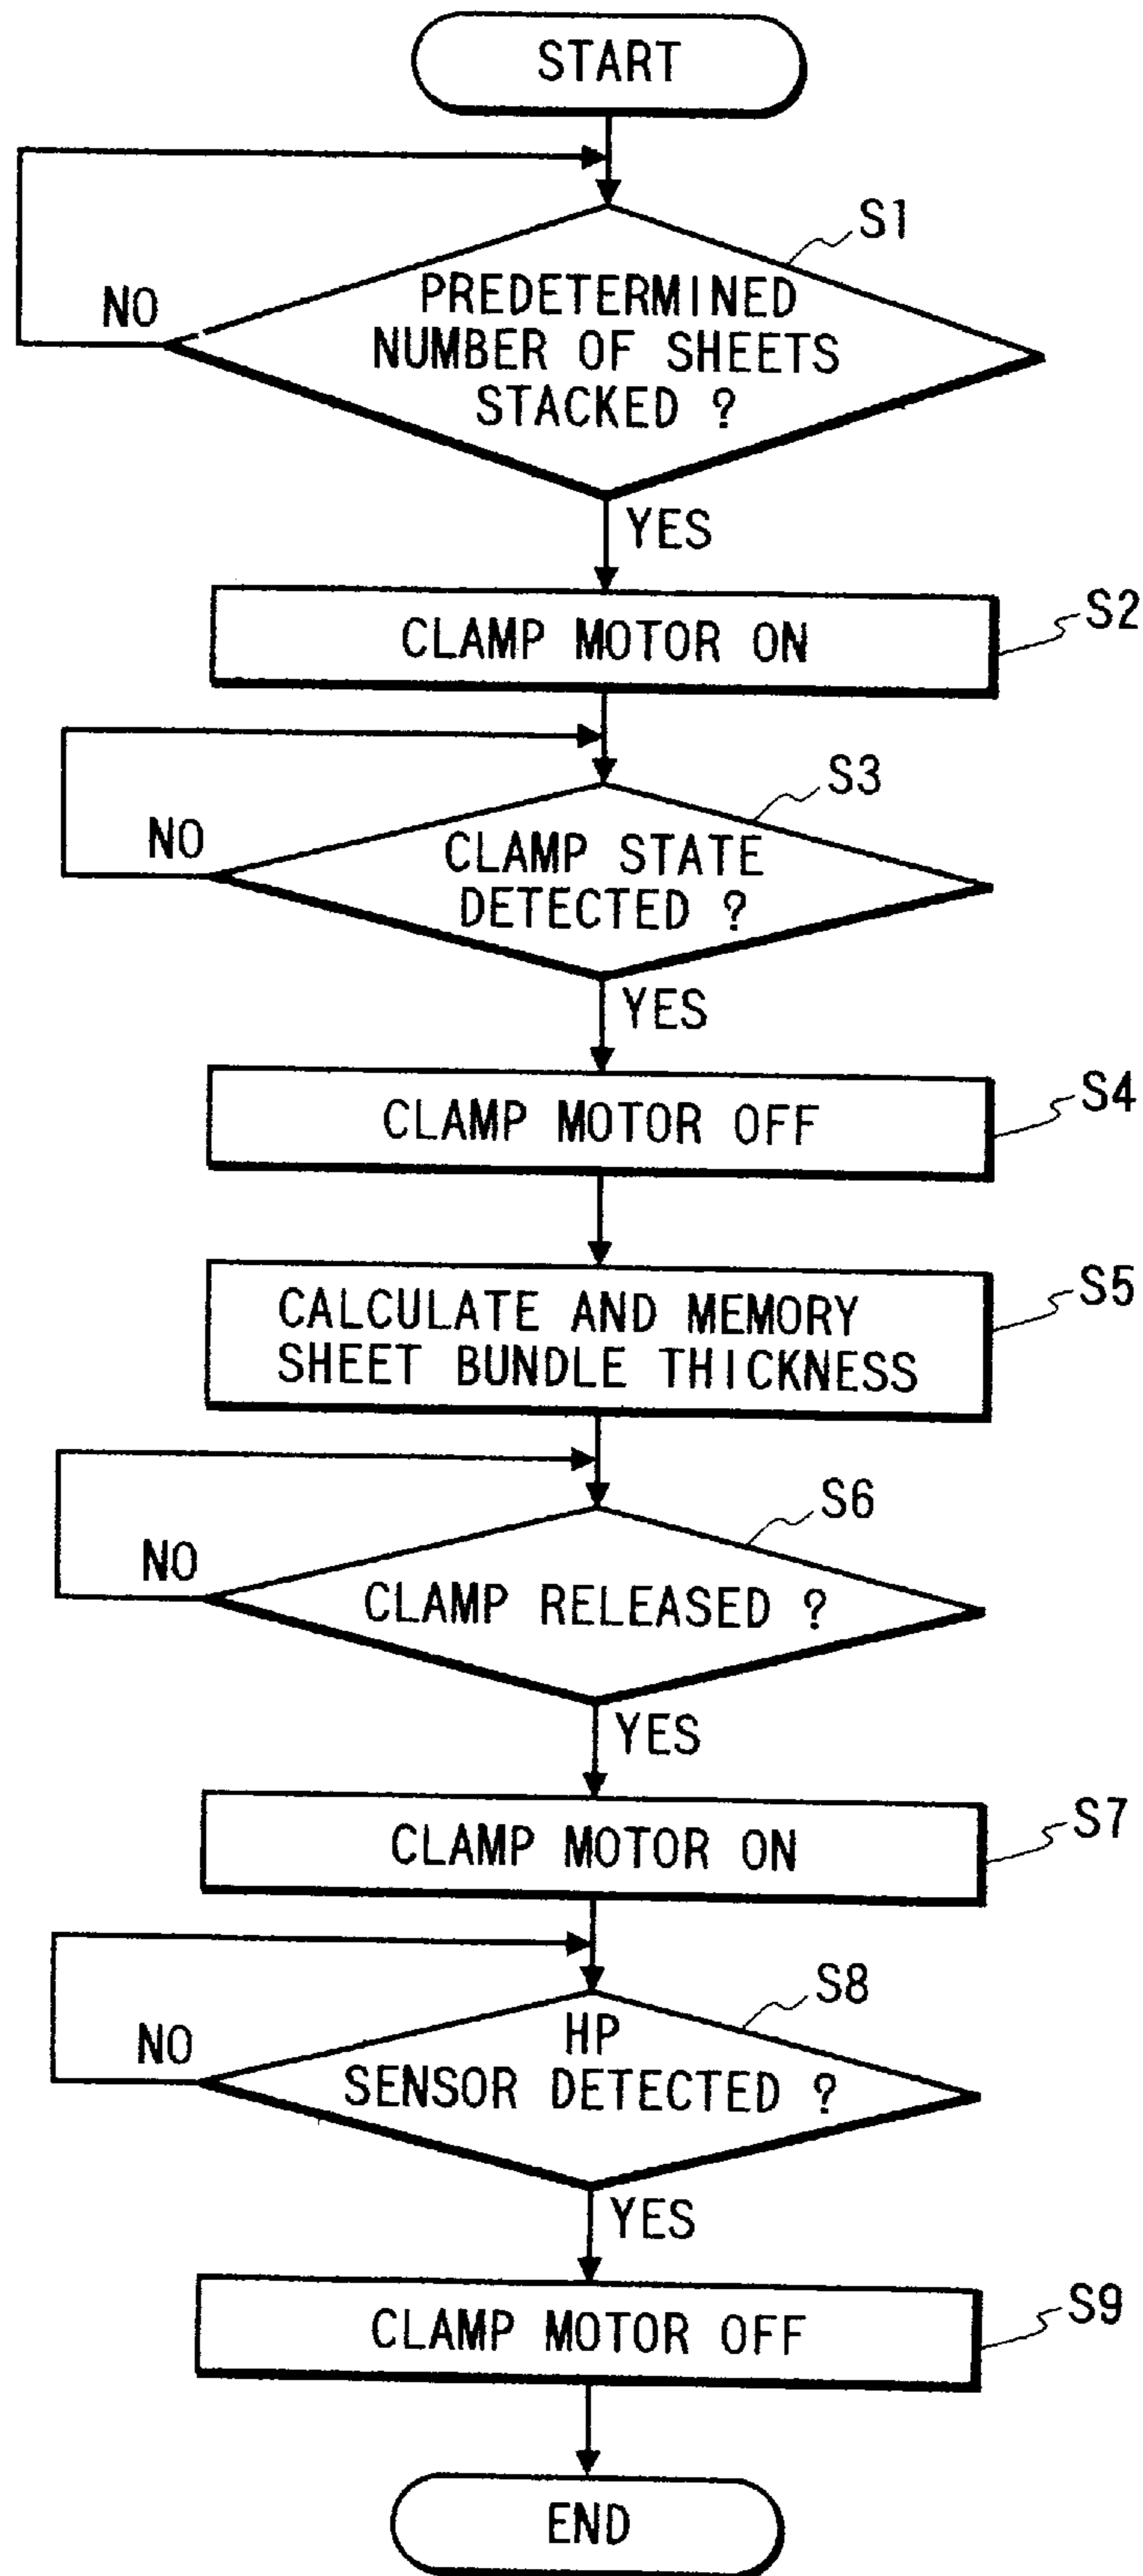 START
S1
PREDETERMINED
NUMBER OF SHEETS
STACKED ?
NO
YES
CLAMP MOTOR ON
S2
S3
CLAMP STATE
DETECTED ?
NO
YES
CLAMP MOTOR OFF
S4
CALCULATE AND MEMORY
SHEET BUNDLE THICKNESS
S5
S6
CLAMP RELEASED ?
NO
YES
CLAMP MOTOR ON
S7
S8
HP
SENSOR DETECTED ?
NO
YES
CLAMP MOTOR OFF
S9
END